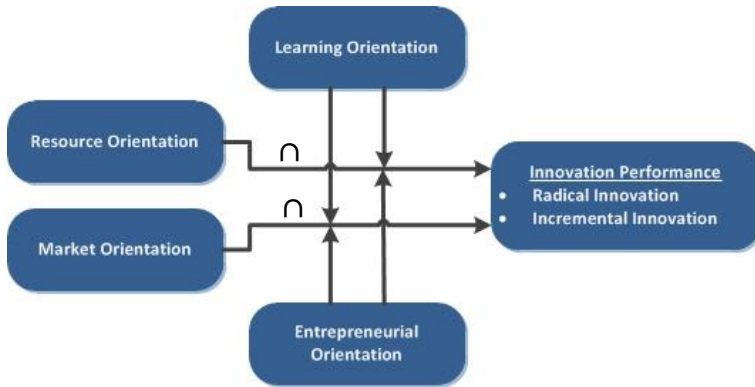 Learning Orientation
Resource Orientation
∩
∩
Market Orientation
Innovation Performance
• Radical Innovation
• Incremental Innovation
Entrepreneurial
Orientation